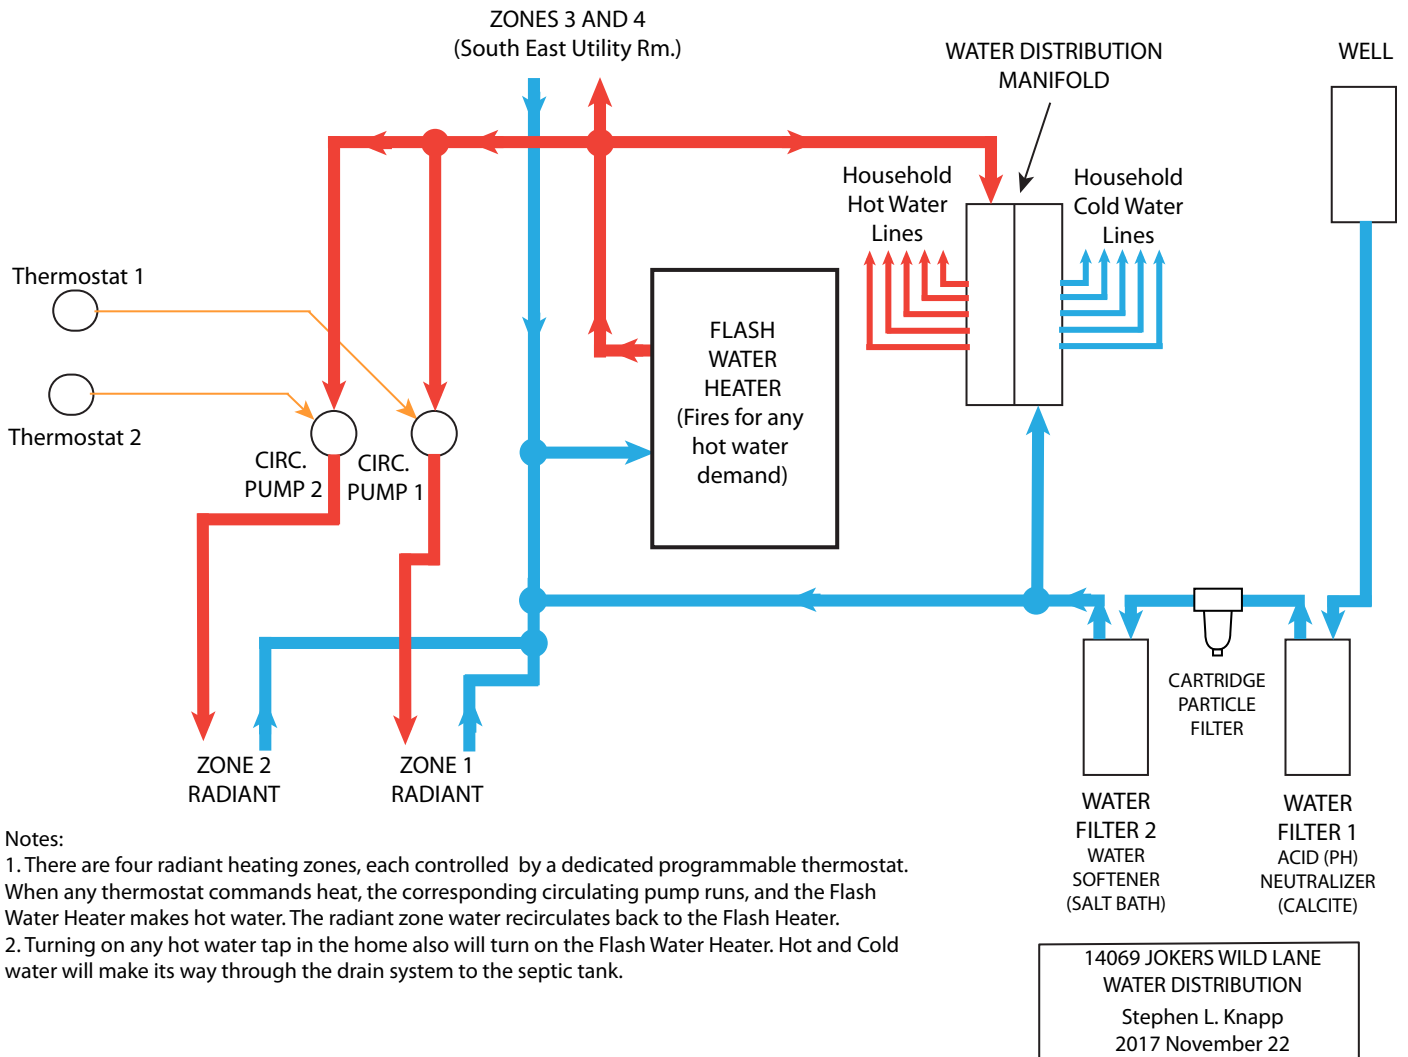 ZONES 3 AND 4
(South East Utility Rm.)
WATER DISTRIBUTION
MANIFOLD
WELL
Household
Hot Water
Lines
Household
Cold Water
Lines
Thermostat 1
Thermostat 2
FLASH
WATER
HEATER
(Fires for any
hot water
demand)
CIRC.
PUMP 2
CIRC.
PUMP 1
CARTRIDGE
PARTICLE
FILTER
ZONE 2
RADIANT
ZONE 1
RADIANT
WATER
FILTER 2
WATER
SOFTENER
(SALT BATH)
WATER
FILTER 1
ACID (PH)
NEUTRALIZER
(CALCITE)
Notes:
1. There are four radiant heating zones, each controlled  by a dedicated programmable thermostat.
When any thermostat commands heat, the corresponding circulating pump runs, and the Flash
Water Heater makes hot water. The radiant zone water recirculates back to the Flash Heater.
2. Turning on any hot water tap in the home also will turn on the Flash Water Heater. Hot and Cold
water will make its way through the drain system to the septic tank.
14069 JOKERS WILD LANE
WATER DISTRIBUTION
Stephen L. Knapp
2017 November 22